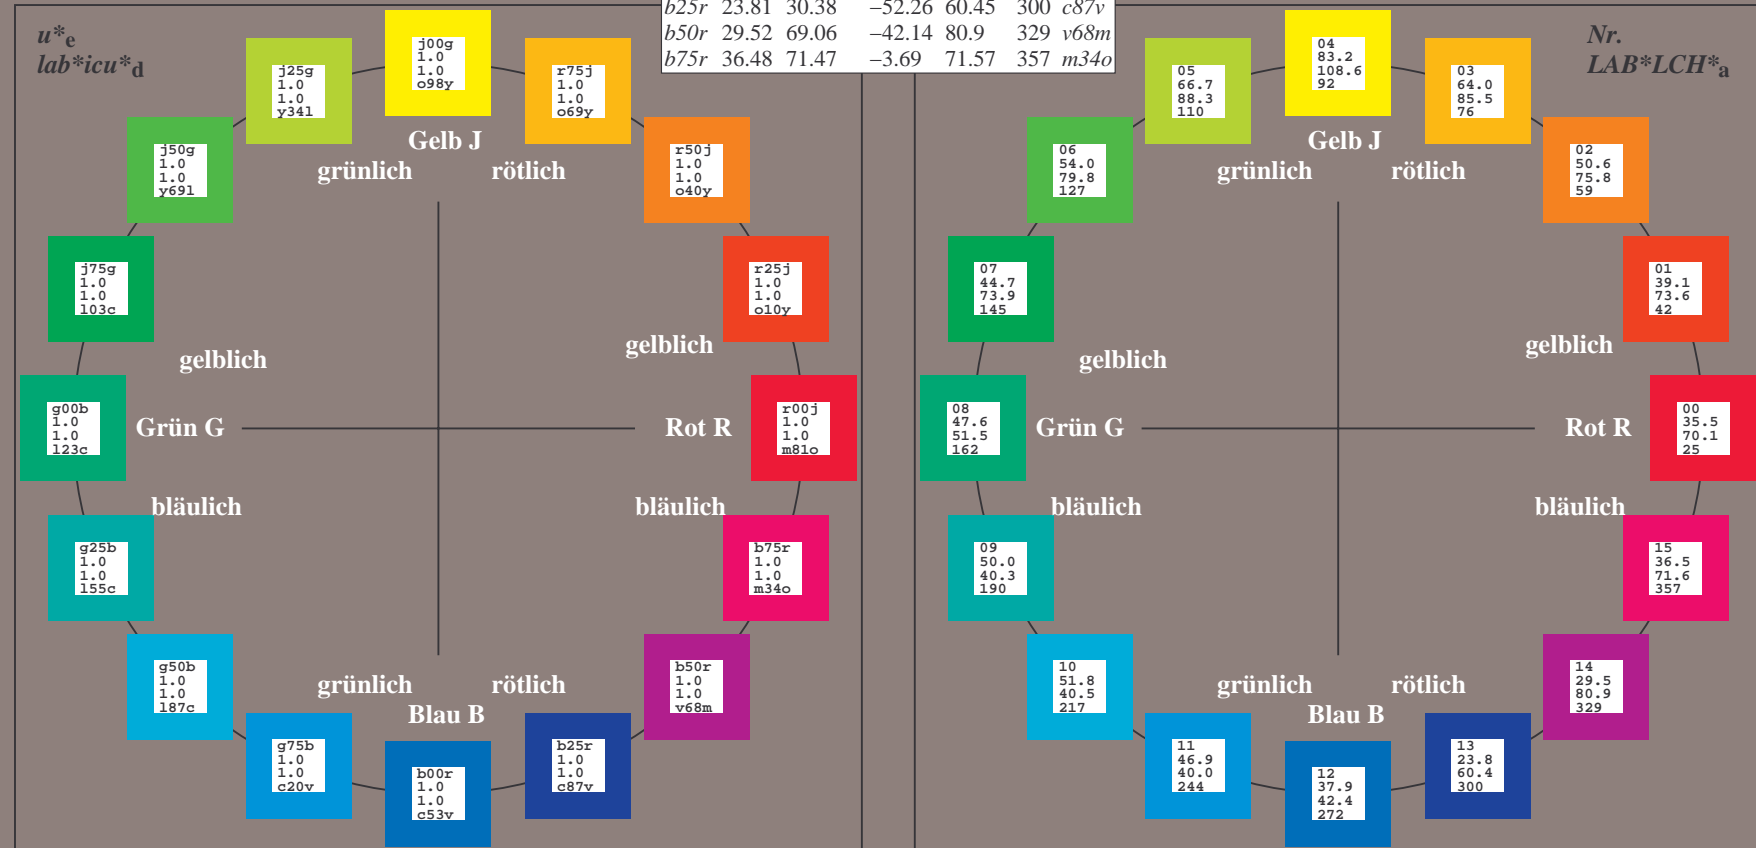 b25r 23.81 30.38 −52.26 60.45 300 c87v
b50r 29.52 69.06 −42.14 80.9 329 v68m
b75r 36.48 71.47 −3.69 71.57 357 m34o
u*e
lab*icu*d
j00g
1.0
1.0
o98y
r75j
1.0
1.0
o69y
r50j
1.0
1.0
o40y
r25j
1.0
1.0
o10y
r00j
1.0
1.0
m81o
b75r
1.0
1.0
m34o
b50r
1.0
1.0
v68m
b25r
1.0
1.0
c87v
b00r
1.0
1.0
c53v
g75b
1.0
1.0
c20v
g50b
1.0
1.0
l87c
g25b
1.0
1.0
l55c
g00b
1.0
1.0
l23c
j75g
1.0
1.0
l03c
j50g
1.0
1.0
y69l
j25g
1.0
1.0
y34l
Gelb J
grünlich rötlich
gelblich gelblich
Grün G Rot R
bläulich bläulich
grünlich rötlich
Blau B
Nr.
LAB*LCH*a
04
83.2
108.6
92
03
64.0
85.5
76
02
50.6
75.8
59
01
39.1
73.6
42
00
35.5
70.1
25
15
36.5
71.6
357
14
29.5
80.9
329
13
23.8
60.4
300
12
37.9
42.4
272
11
46.9
40.0
244
10
51.8
40.5
217
09
50.0
40.3
190
08
47.6
51.5
162
07
44.7
73.9
145
06
54.0
79.8
127
05
66.7
88.3
110
Gelb J
grünlich rötlich
gelblich gelblich
Grün G Rot R
bläulich bläulich
grünlich rötlich
Blau B